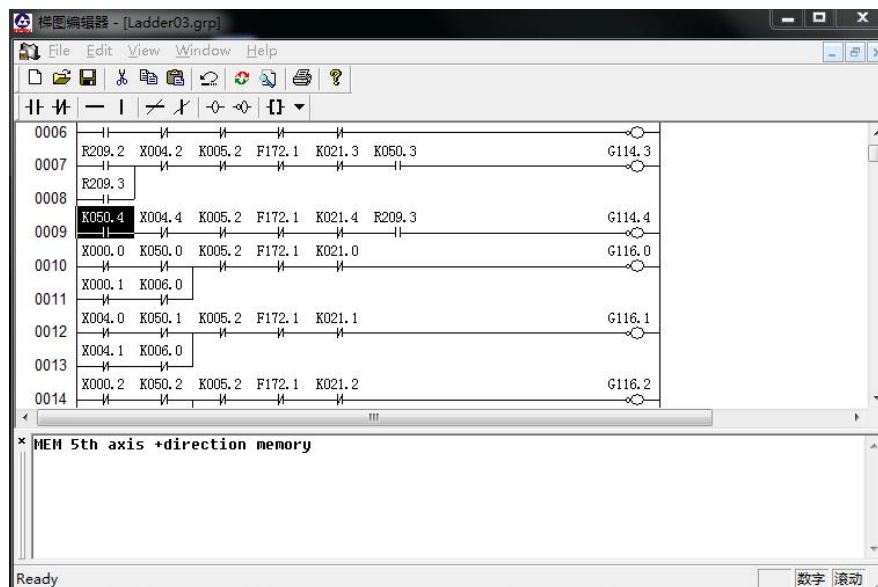 梯图编辑器 - [Ladder03.grp]
File Edit View Window Help
0006
R209.2 X004.2 K005.2 F172.1 K021.3 K050.3 G114.3
0007
R209.3
0008
K050.4 X004.4 K005.2 F172.1 K021.4 R209.3 G114.4
0009
X000.0 K050.0 K005.2 F172.1 K021.0 G116.0
0010
X000.1 K006.0
0011
X004.0 K050.1 K005.2 F172.1 K021.1 G116.1
0012
X004.1 K006.0
0013
X000.2 K050.2 K005.2 F172.1 K021.2 G116.2
0014
MEM 5th axis +direction memory
Ready 数字 滚动